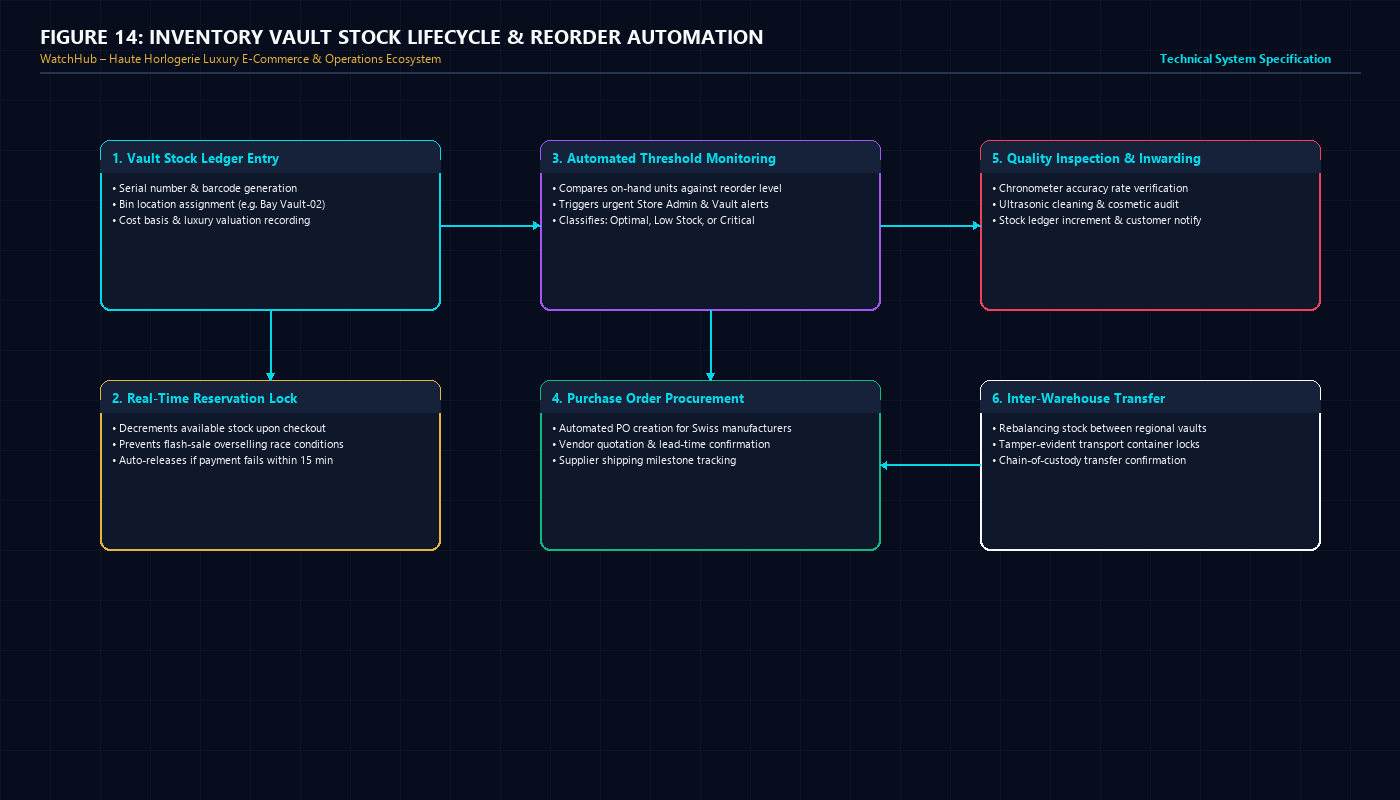 FIGURE 14: INVENTORY VAULT STOCK LIFECYCLE & REORDER AUTOMATION
WatchHub – Haute Horlogerie Luxury E-Commerce & Operations Ecosystem
Technical System Specification
1. Vault Stock Ledger Entry
• Serial number & barcode generation
• Bin location assignment (e.g. Bay Vault-02)
• Cost basis & luxury valuation recording
2. Real-Time Reservation Lock
• Decrements available stock upon checkout
• Prevents flash-sale overselling race conditions
• Auto-releases if payment fails within 15 min
3. Automated Threshold Monitoring
• Compares on-hand units against reorder level
• Triggers urgent Store Admin & Vault alerts
• Classifies: Optimal, Low Stock, or Critical
4. Purchase Order Procurement
• Automated PO creation for Swiss manufacturers
• Vendor quotation & lead-time confirmation
• Supplier shipping milestone tracking
5. Quality Inspection & Inwarding
• Chronometer accuracy rate verification
• Ultrasonic cleaning & cosmetic audit
• Stock ledger increment & customer notify
6. Inter-Warehouse Transfer
• Rebalancing stock between regional vaults
• Tamper-evident transport container locks
• Chain-of-custody transfer confirmation